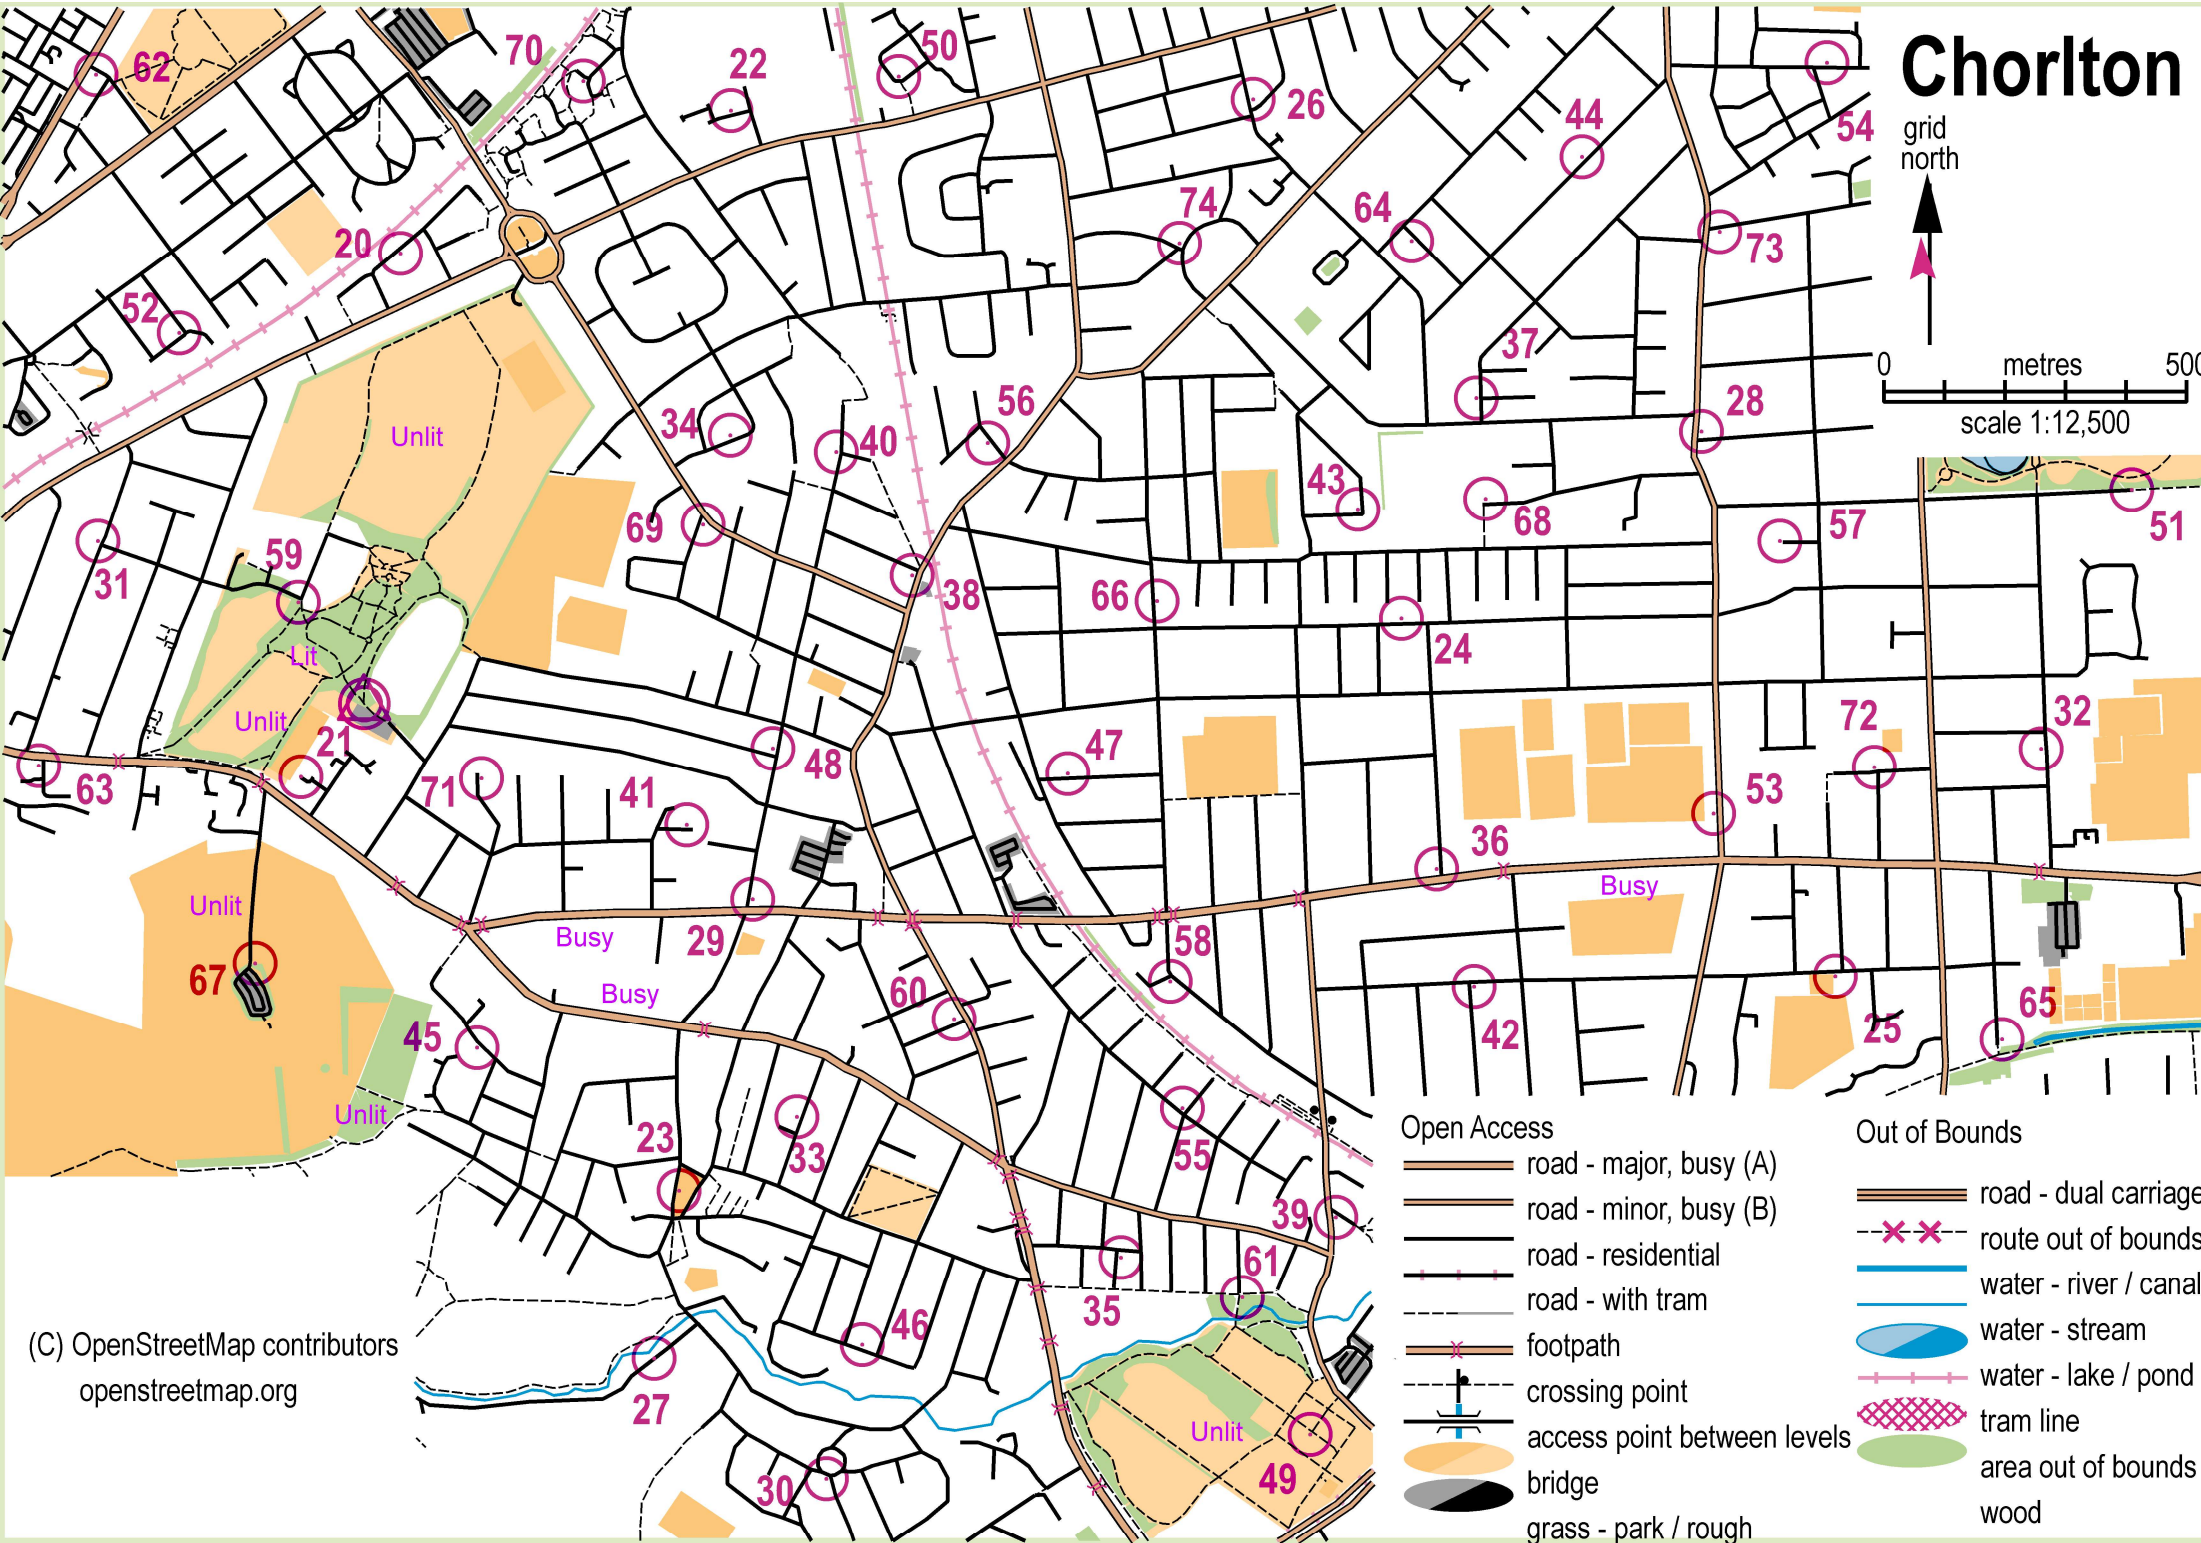 Chorlton
grid
north
0 metres 500
scale 1:12,500
62
70
22
50
26
44
54
20
74
64
73
52
37
28
Unlit
34
40
56
43
68
57
51
69
31
59
38
66
24
Lit
Unlit
21
63
71
41
48
47
72
32
53
36
Busy
Unlit
Busy
29
58
67
Busy
60
45
42
25
65
Unlit
23
33
55
39
61
35
46
27
Unlit
49
30
(C) OpenStreetMap contributors
openstreetmap.org
Open Access
road - major, busy (A)
road - minor, busy (B)
road - residential
road - with tram
footpath
crossing point
access point between levels
bridge
grass - park / rough
Out of Bounds
road - dual carriage
route out of bounds
water - river / canal
water - stream
water - lake / pond
tram line
area out of bounds
wood